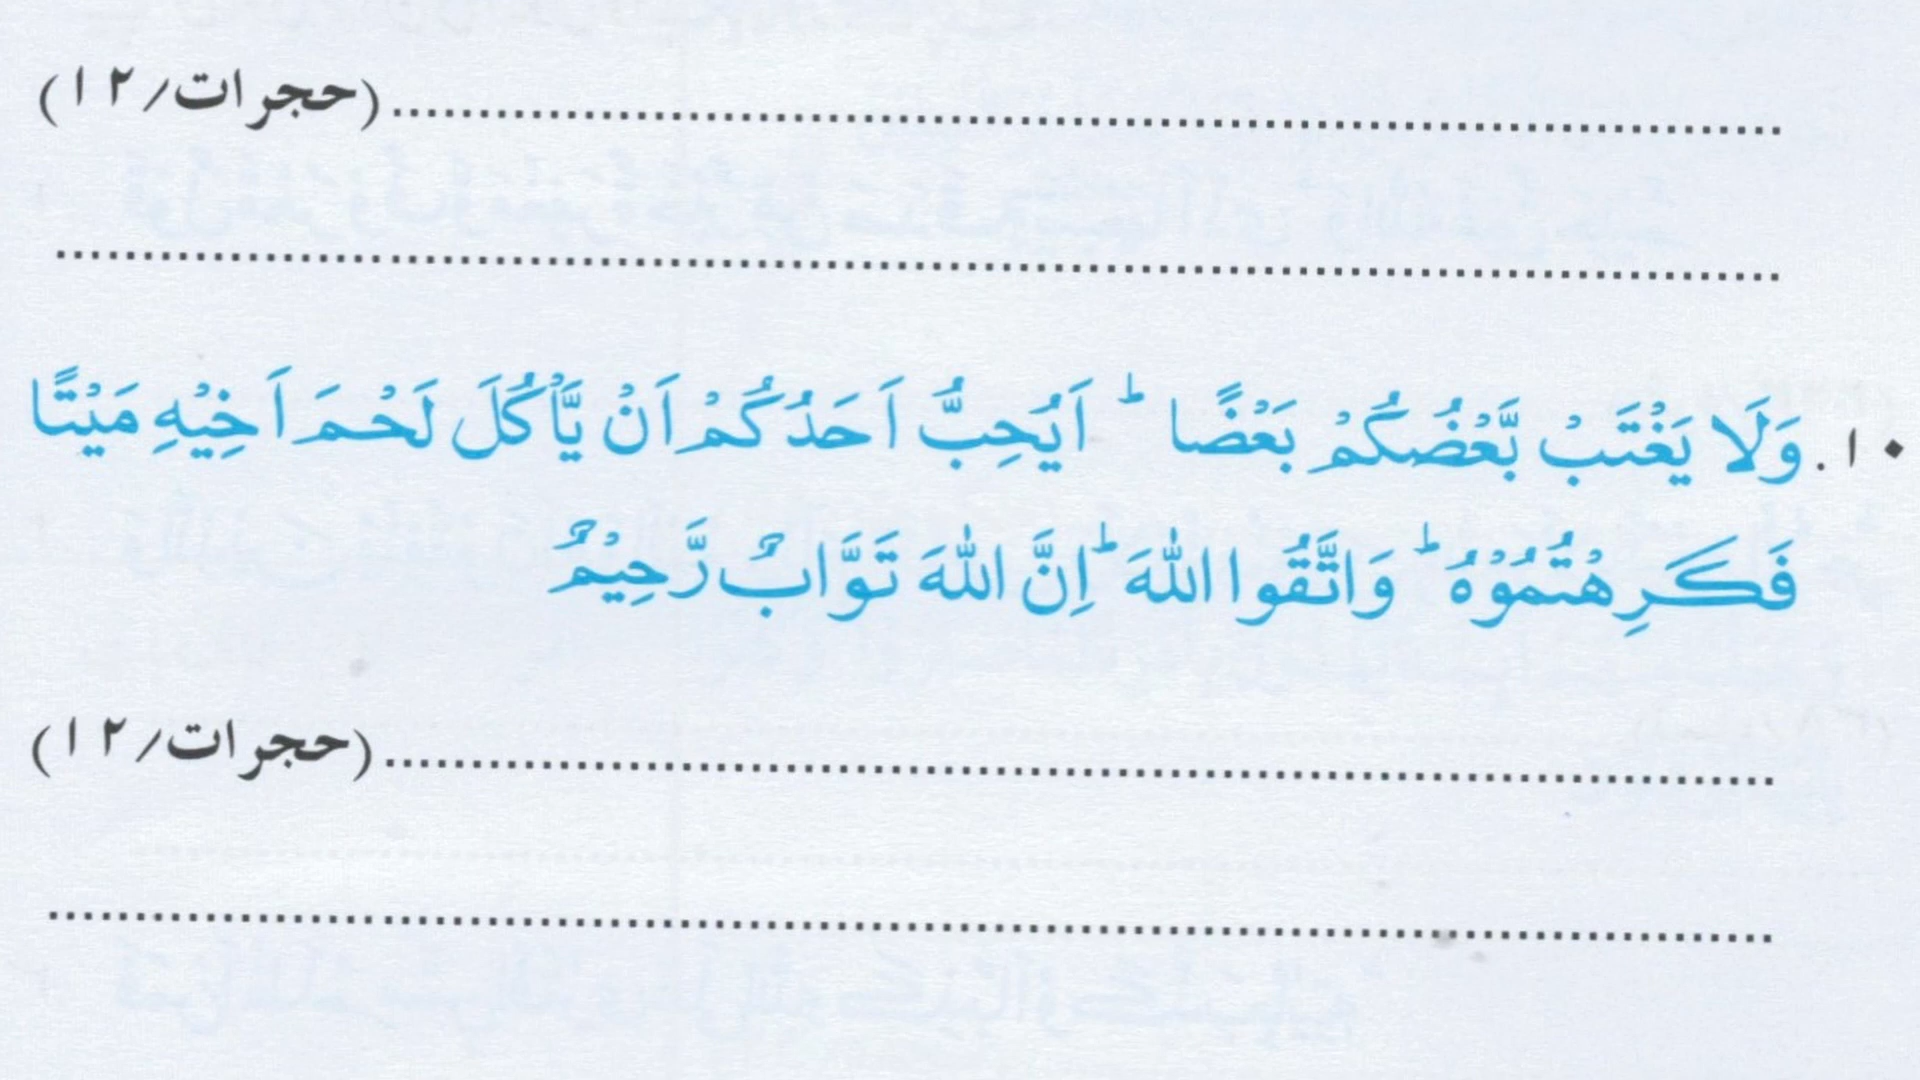 ........................................ (حجرات/۱۲)
........................................
۱۰. وَلَا يَغْتَبْ بَّعْضُكُمْ بَعْضًا ؕ اَيُحِبُّ اَحَدُكُمْ اَنْ يَّاْكُلَ لَحْمَ اَخِيْهِ مَيْتًا
فَكَرِهْتُمُوْهُ ؕ وَاتَّقُوا اللّٰهَ ؕ اِنَّ اللّٰهَ تَوَّابٌ رَّحِيْمٌ
........................................ (حجرات/۱۲)
........................................